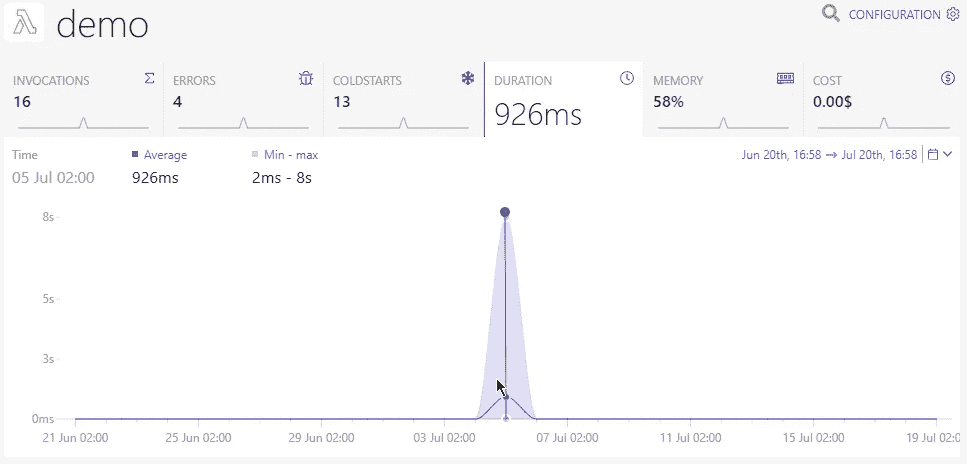 demo
CONFIGURATION
INVOCATIONS
16
ERRORS
4
COLDSTARTS
13
DURATION
926ms
MEMORY
58%
COST
0.00$
Time
05 Jul 02:00
Average
926ms
Min - max
2ms - 8s
Jun 20th, 16:58 → Jul 20th, 16:58
8s
5s
3s
0ms
21 Jun 02:00 25 Jun 02:00 29 Jun 02:00 03 Jul 02:00 07 Jul 02:00 11 Jul 02:00 15 Jul 02:00 19 Jul 02:0